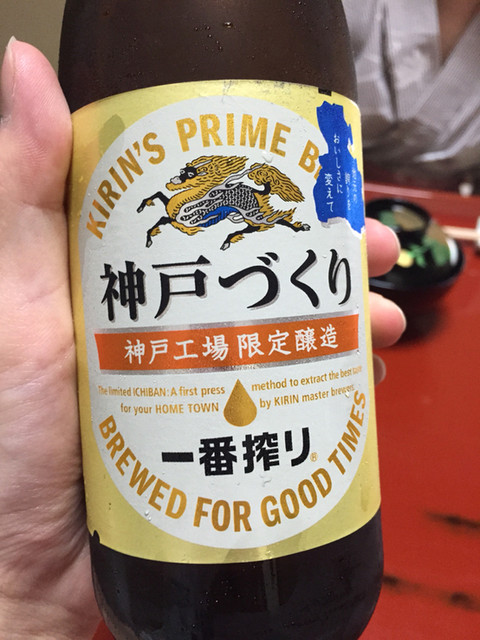 KIRIN'S PRIME B
おいしさに
変えて
神戸づくり
神戸工場限定醸造
The limited ICHIBAN: A first press
for your HOME TOWN
method to extract the best taste
by KIRIN master brewers
一番搾り®
BREWED FOR GOOD TIMES